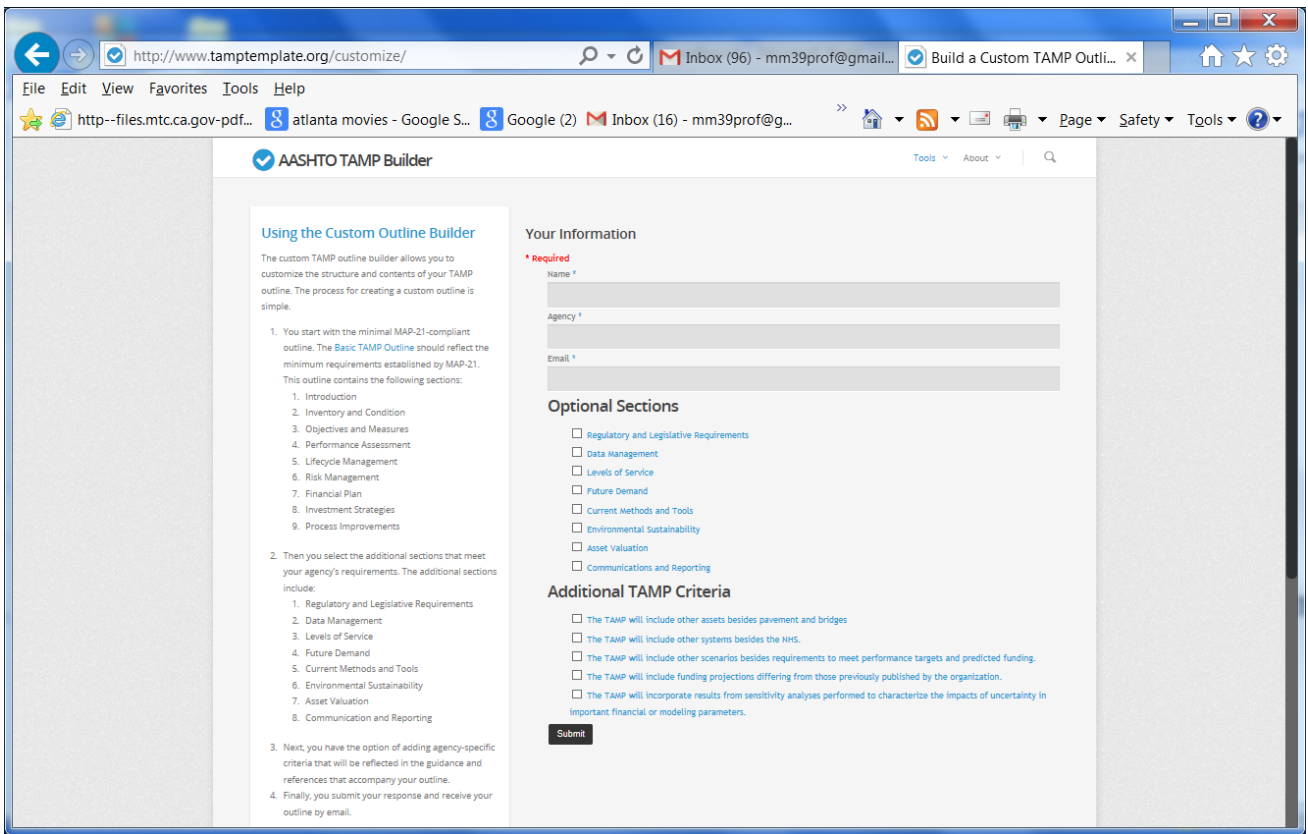 http://www.tamptemplate.org/customize/
Inbox (96) - mm39prof@gmail...
Build a Custom TAMP Outli...
File Edit View Favorites Tools Help
http--files.mtc.ca.gov-pdf...
atlanta movies - Google S...
Google (2)
Inbox (16) - mm39prof@g...
Page
Safety
Tools
AASHTO TAMP Builder
Tools
About
Using the Custom Outline Builder
The custom TAMP outline builder allows you to
customize the structure and contents of your TAMP
outline. The process for creating a custom outline is
simple.
1. You start with the minimal MAP-21-compliant
outline. The Basic TAMP Outline should reflect the
minimum requirements established by MAP-21.
This outline contains the following sections:
1. Introduction
2. Inventory and Condition
3. Objectives and Measures
4. Performance Assessment
5. Lifecycle Management
6. Risk Management
7. Financial Plan
8. Investment Strategies
9. Process Improvements
2. Then you select the additional sections that meet
your agency's requirements. The additional sections
include:
1. Regulatory and Legislative Requirements
2. Data Management
3. Levels of Service
4. Future Demand
5. Current Methods and Tools
6. Environmental Sustainability
7. Asset Valuation
8. Communication and Reporting
3. Next, you have the option of adding agency-specific
criteria that will be reflected in the guidance and
references that accompany your outline.
4. Finally, you submit your response and receive your
outline by email.
Your Information
* Required
Name *
Agency *
Email *
Optional Sections
Regulatory and Legislative Requirements
Data Management
Levels of Service
Future Demand
Current Methods and Tools
Environmental Sustainability
Asset Valuation
Communications and Reporting
Additional TAMP Criteria
The TAMP will include other assets besides pavement and bridges
The TAMP will include other systems besides the NHS.
The TAMP will include other scenarios besides requirements to meet performance targets and predicted funding.
The TAMP will include funding projections differing from those previously published by the organization.
The TAMP will incorporate results from sensitivity analyses performed to characterize the impacts of uncertainty in
important financial or modeling parameters.
Submit